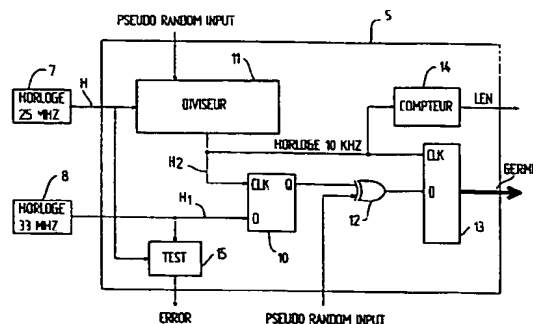 PSEUDO RANDOM INPUT
5
7
H
11
14
HORLOGE
25 MHZ
DIVISEUR
COMPTEUR
LEN
HORLOGE 10 KHZ
8
H2
CLK
Q
CLK
GERME
HORLOGE
33 MHZ
H1
D
12
D
10
13
TEST
15
ERROR
PSEUDO RANDOM INPUT